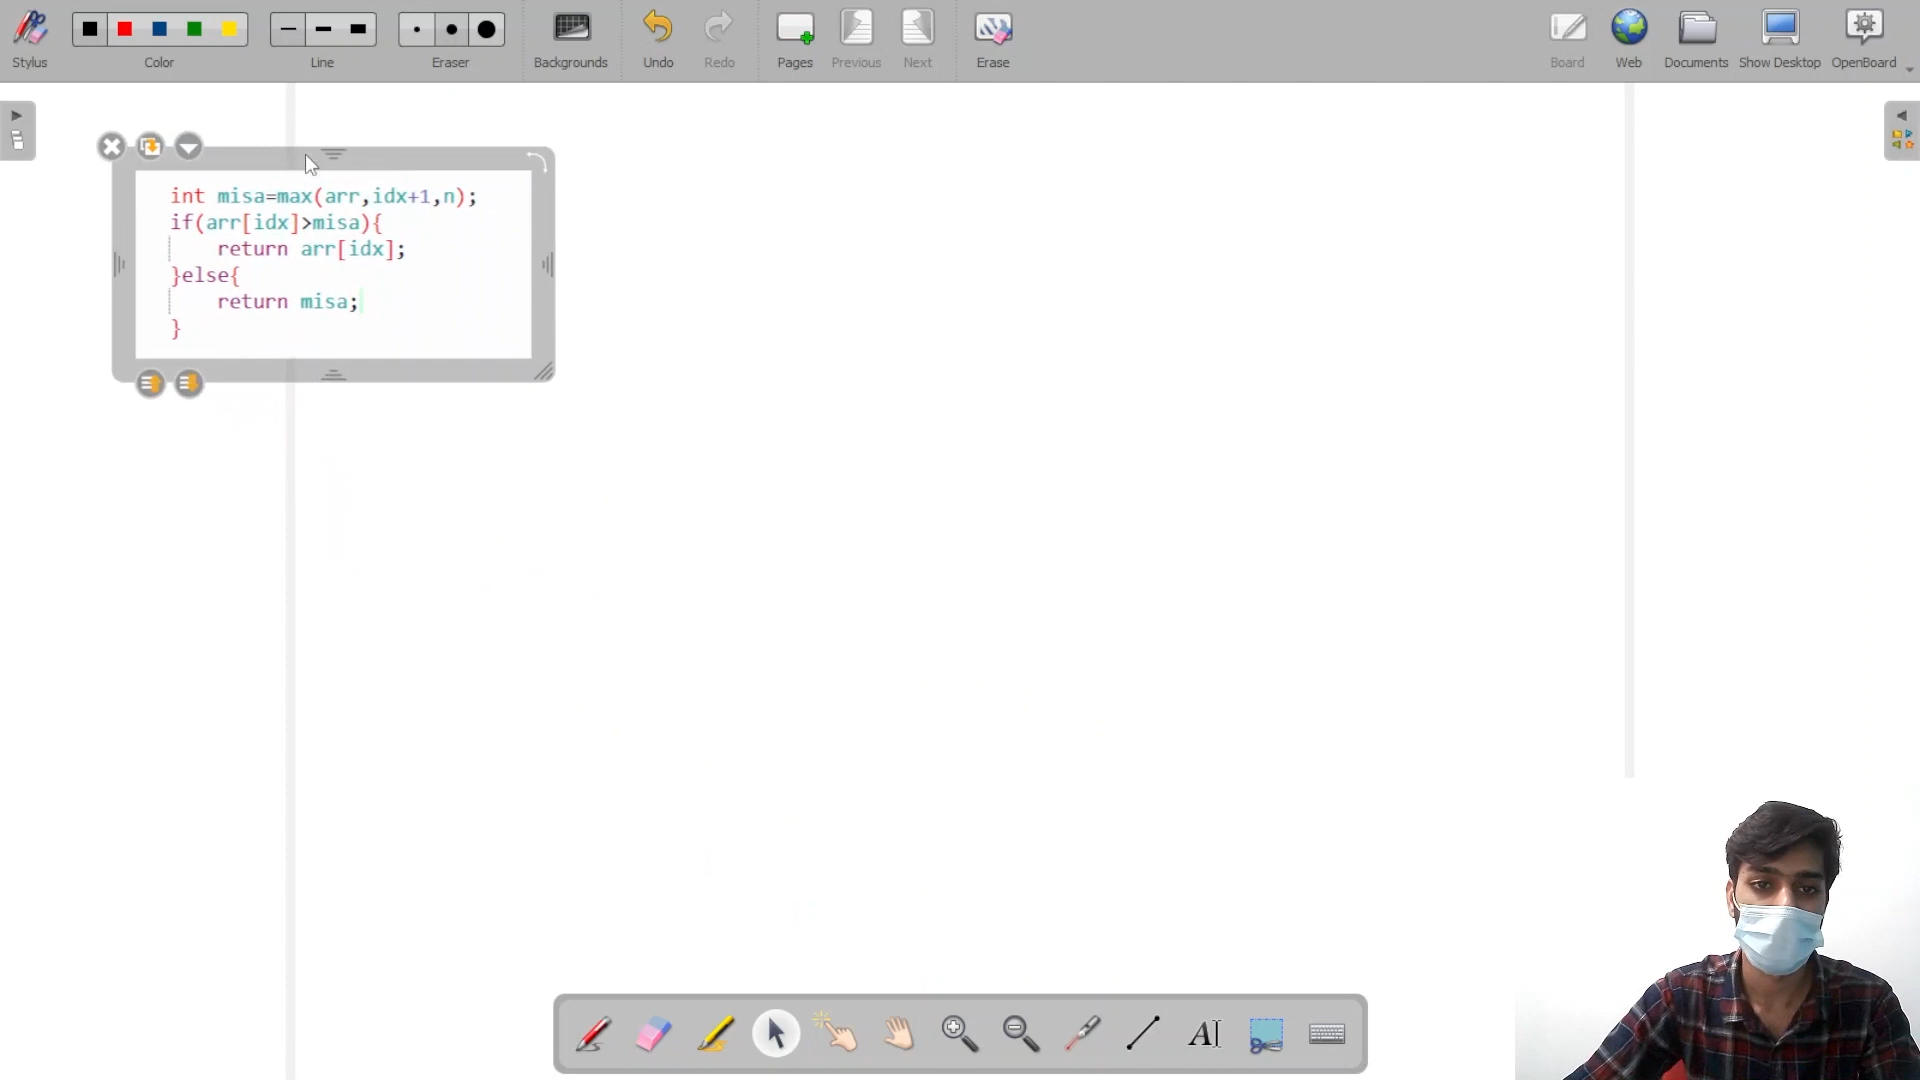 Stylus
Color
Line
Eraser
Backgrounds
Undo
Redo
Pages
Previous
Next
Erase
Board
Web
Documents
Show Desktop
OpenBoard
int misa=max(arr,idx+1,n);
if(arr[idx]>misa){
return arr[idx];
}else{
return misa;
}
A